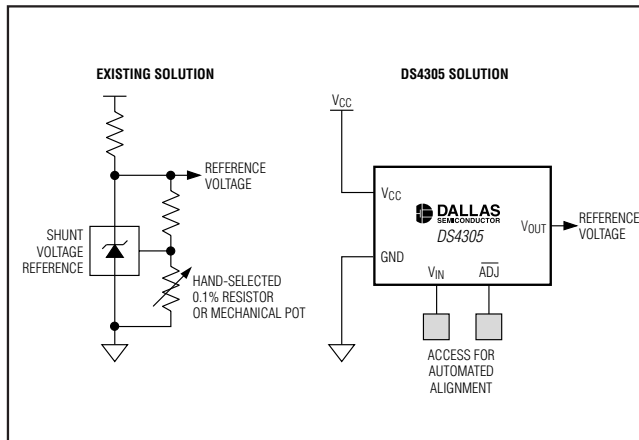 EXISTING SOLUTION
REFERENCE
VOLTAGE
SHUNT
VOLTAGE
REFERENCE
HAND-SELECTED
0.1% RESISTOR
OR MECHANICAL POT
DS4305 SOLUTION
VCC
VCC
DALLAS
SEMICONDUCTOR
DS4305
VOUT
REFERENCE
VOLTAGE
GND
VIN
ADJ
ACCESS FOR
AUTOMATED
ALIGNMENT